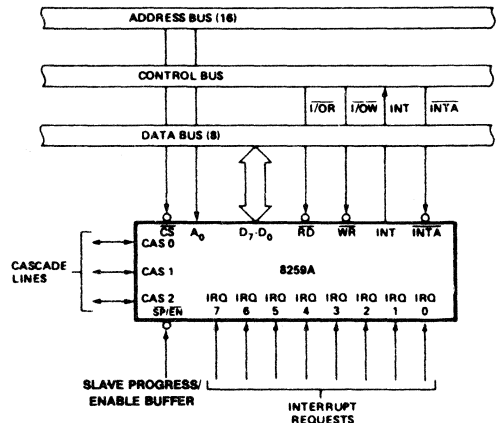 ADDRESS BUS (16)
CONTROL BUS
I/OR I/OW INT INTA
DATA BUS (8)
CS A0 D7-D0 RD WR INT INTA
CAS 0
CASCADE LINES
CAS 1
8259A
CAS 2
IRQ IRQ IRQ IRQ IRQ IRQ IRQ IRQ
SP/EN 7 6 5 4 3 2 1 0
SLAVE PROGRESS/
ENABLE BUFFER
INTERRUPT
REQUESTS